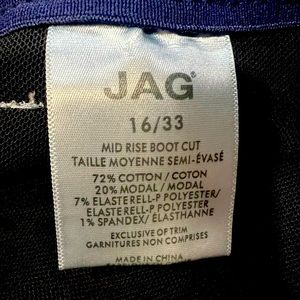 JAG®
16/33
MID RISE BOOT CUT
TAILLE MOYENNE SEMI-ÉVASÉ
72% COTTON / COTON
20% MODAL / MODAL
7% ELASTERELL-P POLYESTER/
ELASTERELL-P POLYESTER
1% SPANDEX/ ÉLASTHANNE
EXCLUSIVE OF TRIM
GARNITURES NON COMPRISES
MADE IN CHINA